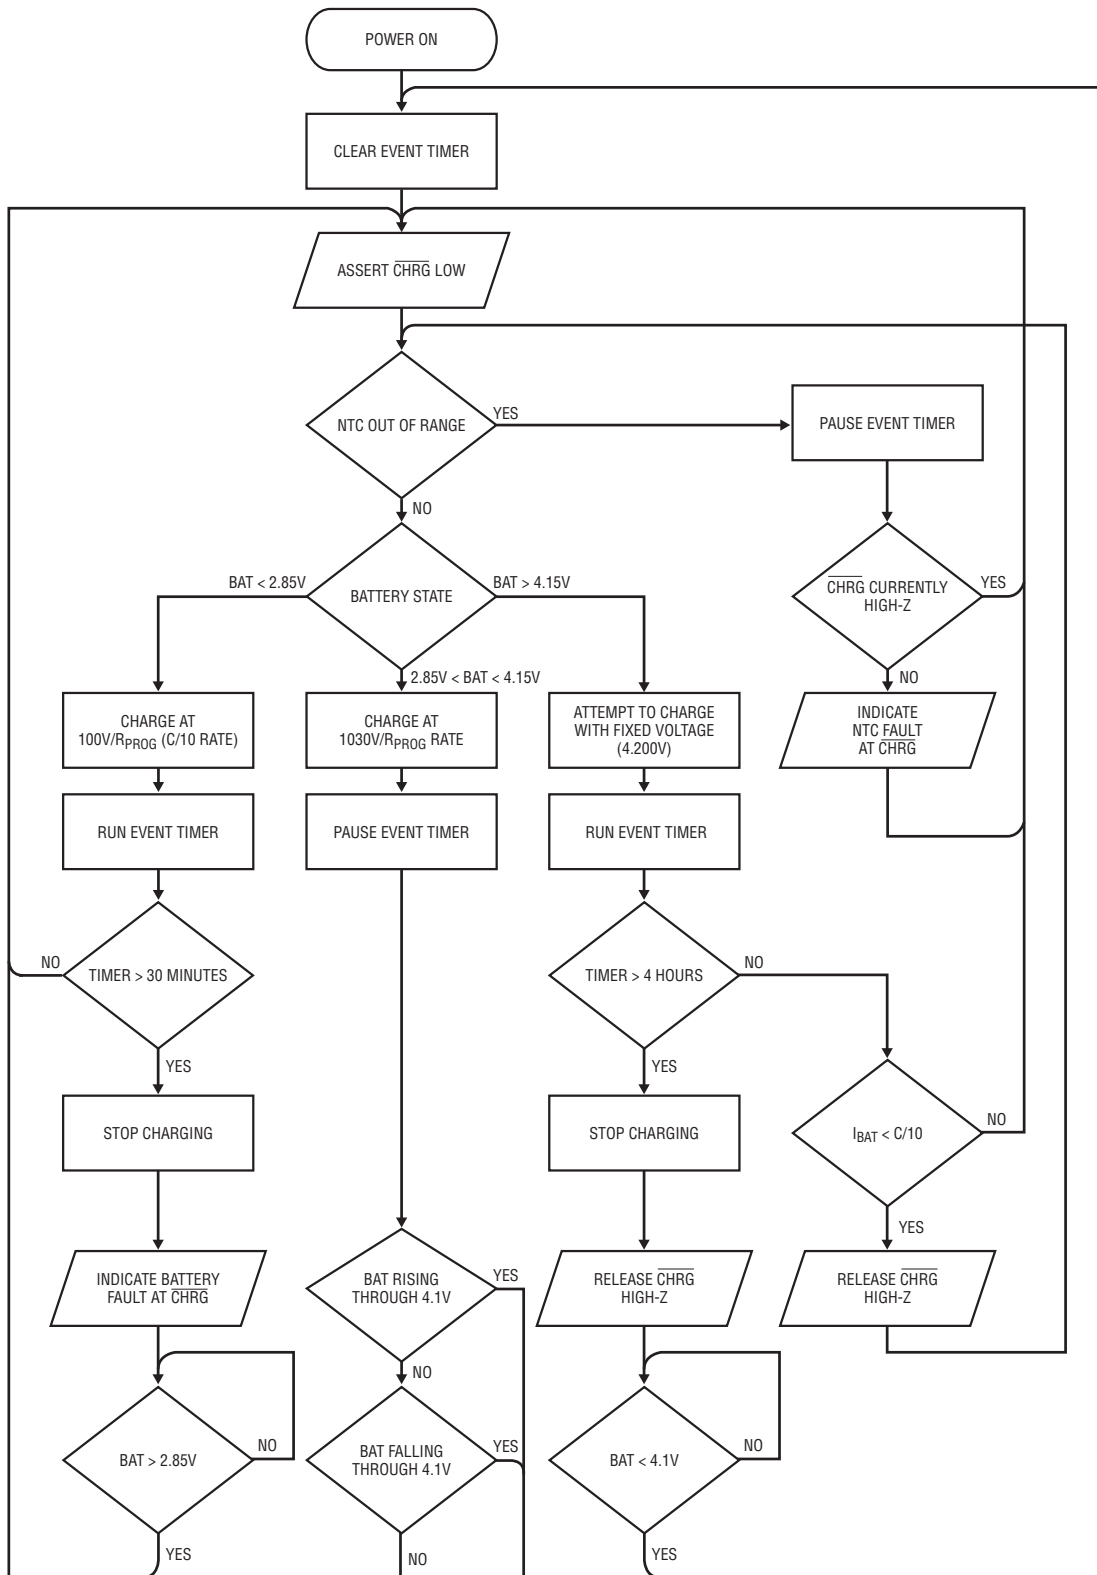 POWER ON
CLEAR EVENT TIMER
ASSERT CHRG LOW
NTC OUT OF RANGE
YES
PAUSE EVENT TIMER
NO
BAT < 2.85V
BATTERY STATE
BAT > 4.15V
CHRG CURRENTLY
HIGH-Z
YES
2.85V < BAT < 4.15V
NO
CHARGE AT
100V/RPROG (C/10 RATE)
CHARGE AT
1030V/RPROG RATE
ATTEMPT TO CHARGE
WITH FIXED VOLTAGE
(4.200V)
INDICATE
NTC FAULT
AT CHRG
RUN EVENT TIMER
PAUSE EVENT TIMER
RUN EVENT TIMER
NO
TIMER > 30 MINUTES
TIMER > 4 HOURS
NO
YES
YES
STOP CHARGING
STOP CHARGING
IBAT < C/10
NO
YES
INDICATE BATTERY
FAULT AT CHRG
BAT RISING
THROUGH 4.1V
YES
RELEASE CHRG
HIGH-Z
RELEASE CHRG
HIGH-Z
NO
BAT > 2.85V
NO
BAT FALLING
THROUGH 4.1V
YES
BAT < 4.1V
NO
YES
NO
YES